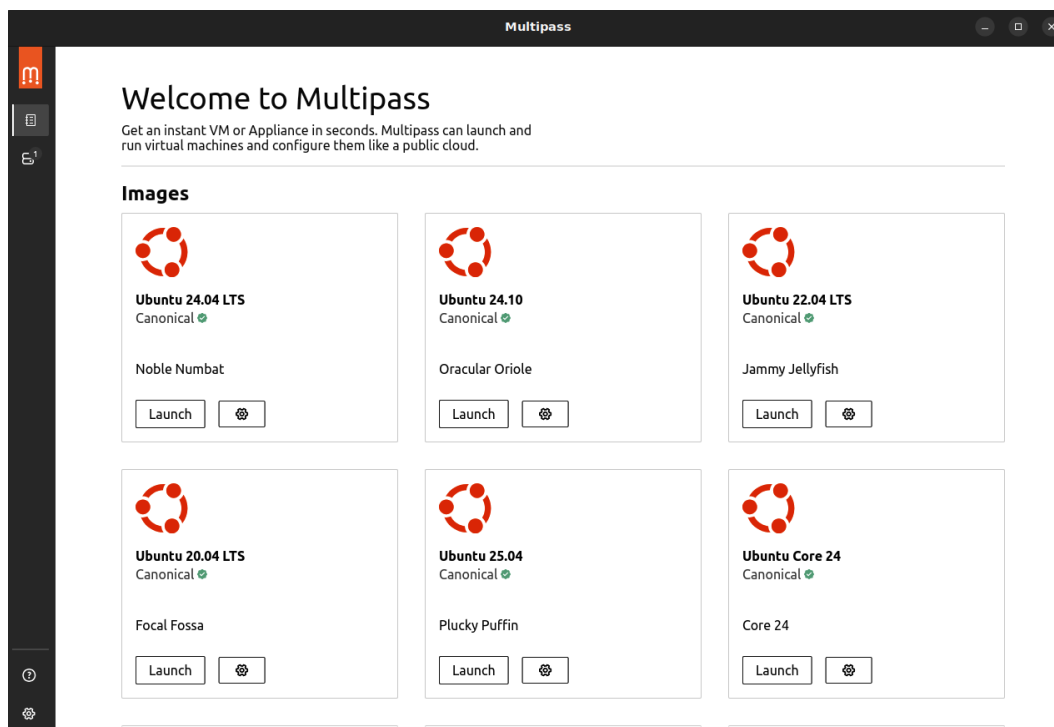 Multipass
m
1
Welcome to Multipass
Get an instant VM or Appliance in seconds. Multipass can launch and
run virtual machines and configure them like a public cloud.
Images
Ubuntu 24.04 LTS
Canonical
Noble Numbat
Launch
Ubuntu 24.10
Canonical
Oracular Oriole
Launch
Ubuntu 22.04 LTS
Canonical
Jammy Jellyfish
Launch
Ubuntu 20.04 LTS
Canonical
Focal Fossa
Launch
Ubuntu 25.04
Canonical
Plucky Puffin
Launch
Ubuntu Core 24
Canonical
Core 24
Launch